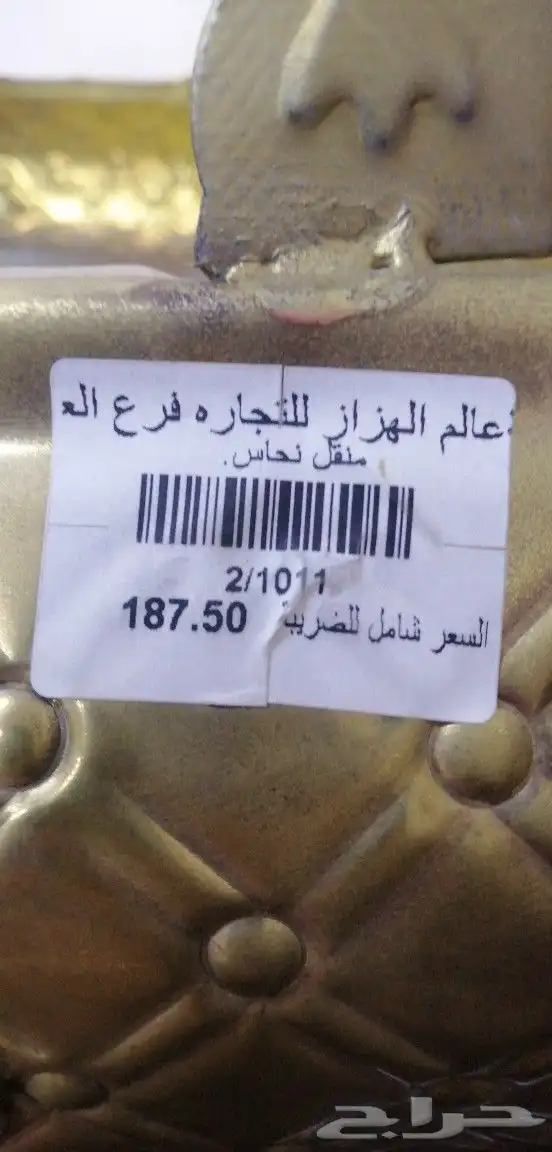 عالم الهزاز للتجاره فرع الع
منقل نحاس.
2/1011
السعر شامل للضريبة 187.50
حراج